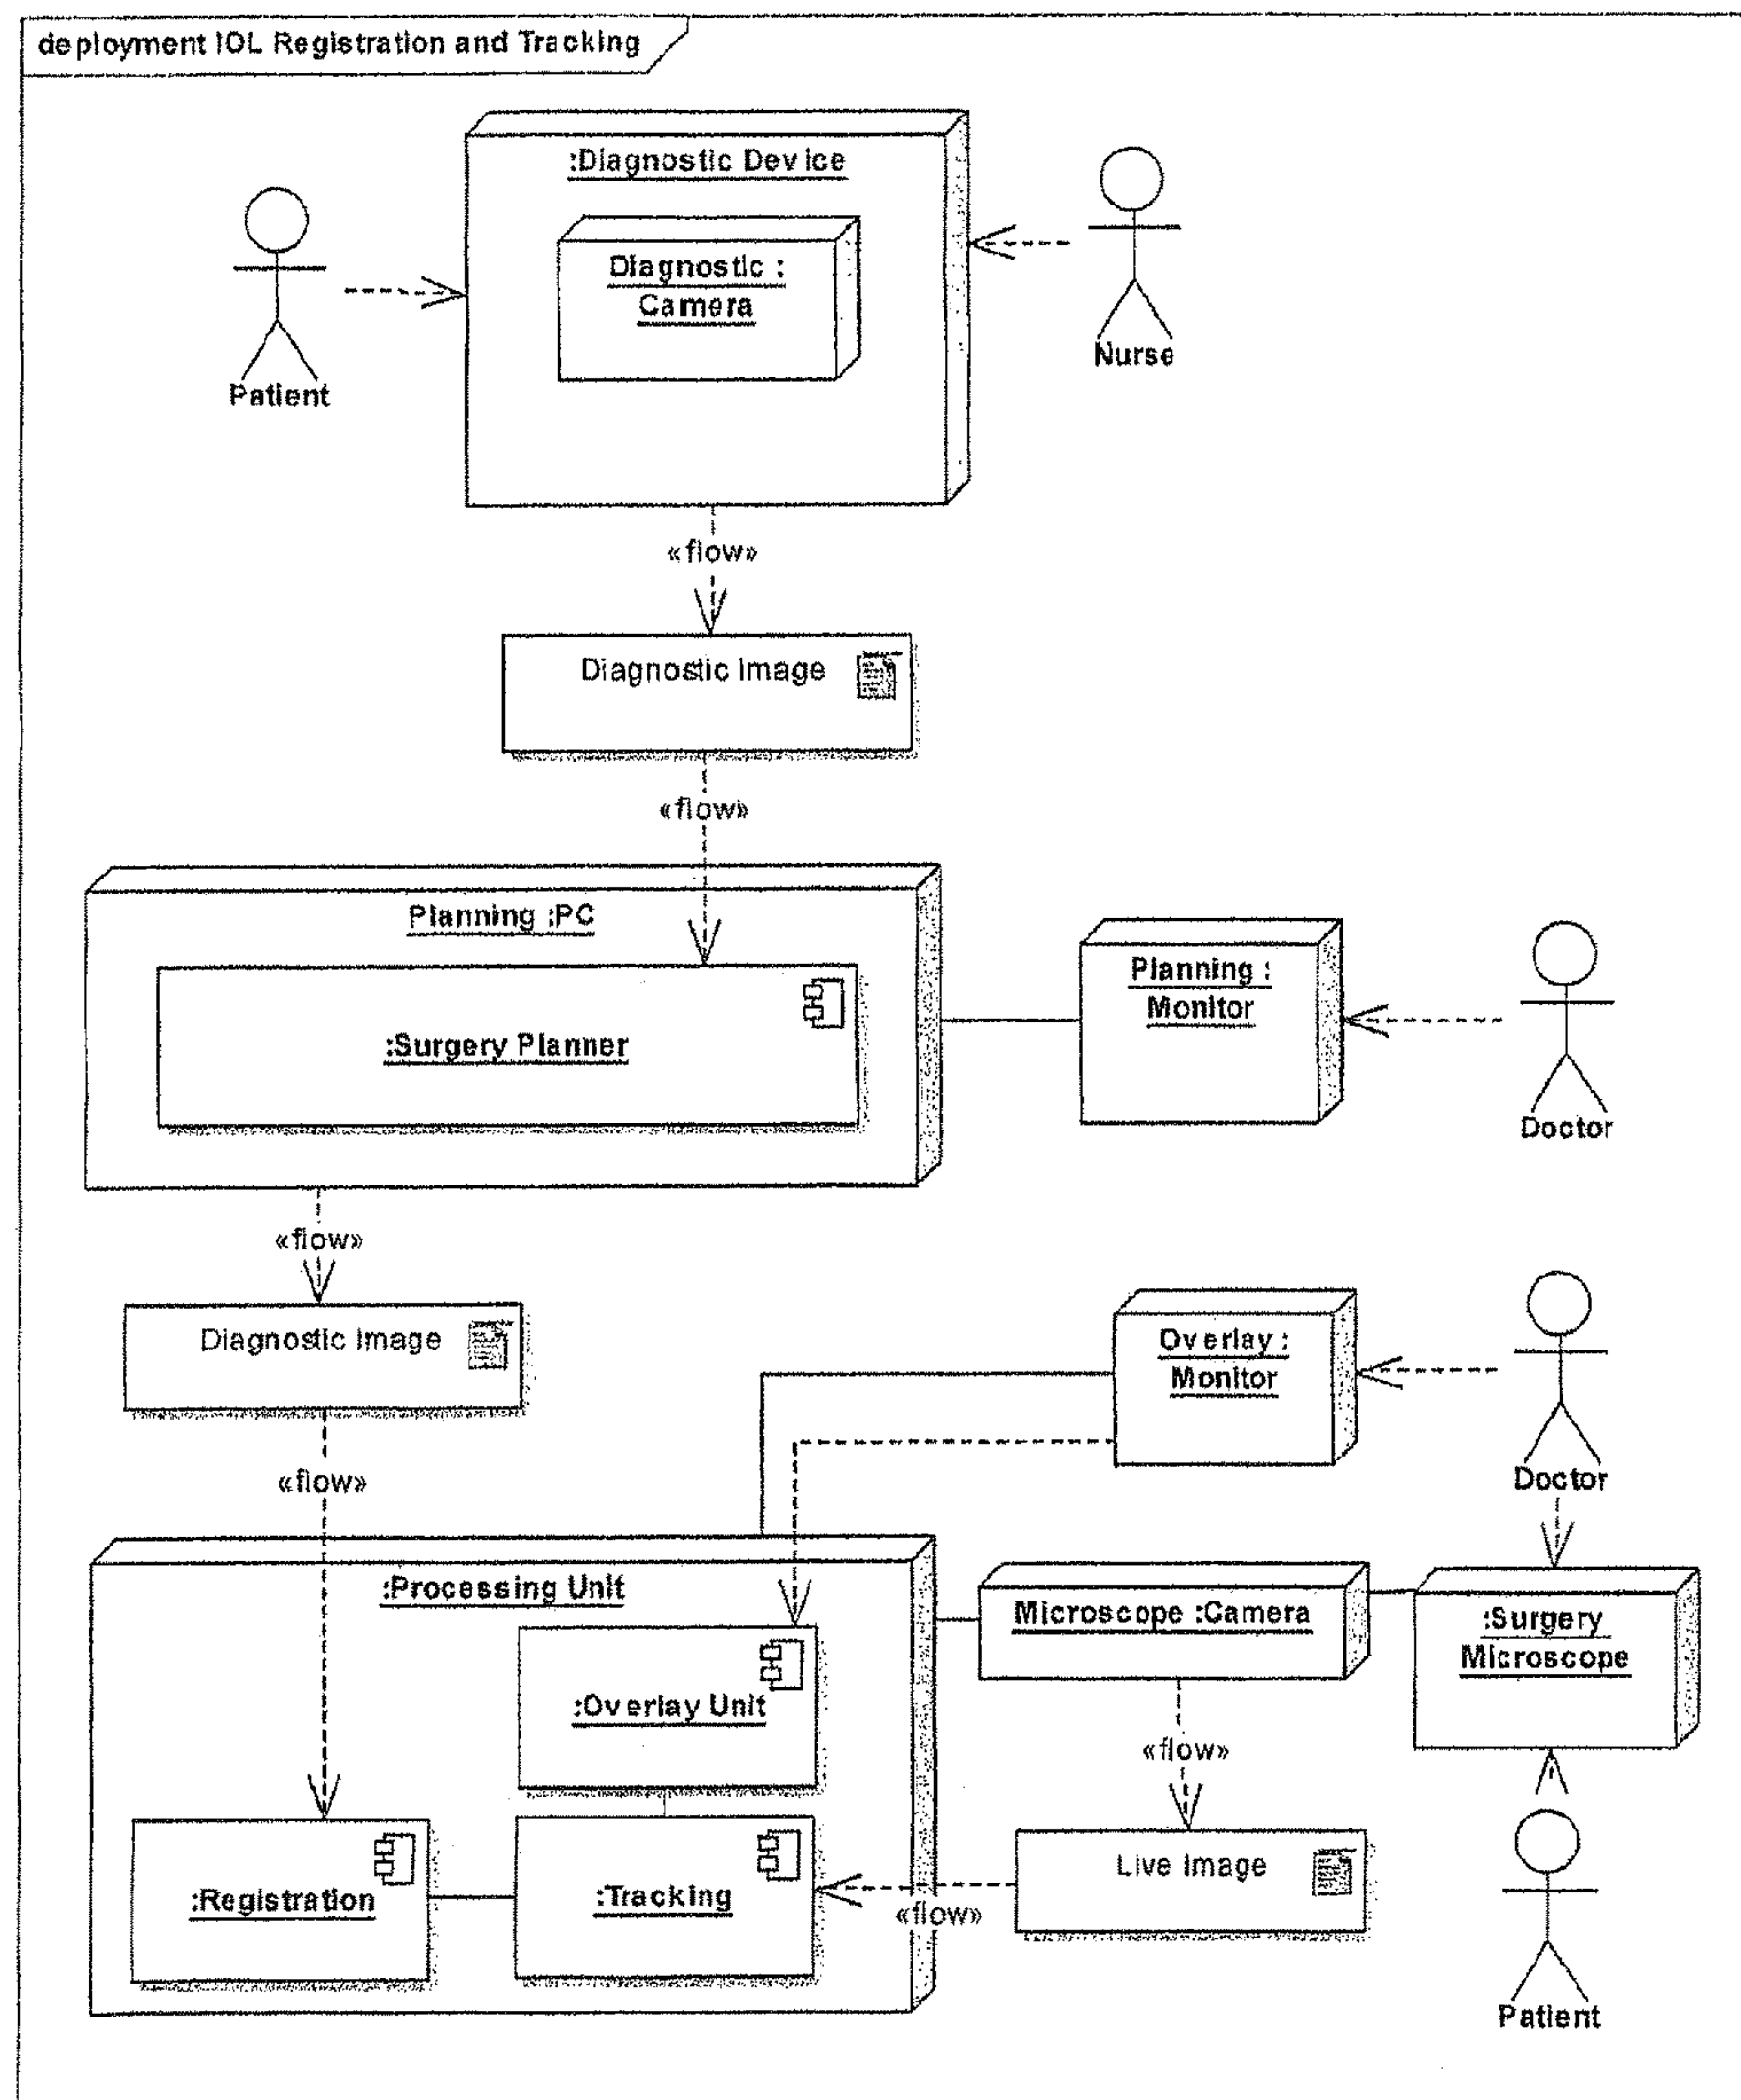 deployment IOL Registration and Tracking
:Diagnostic Device
Diagnostic :
Camera
Patient
Nurse
«flow»
Diagnostic Image
«flow»
Planning :PC
:Surgery Planner
Planning :
Monitor
Doctor
«flow»
Diagnostic Image
Overlay :
Monitor
Doctor
«flow»
:Processing Unit
Microscope :Camera
:Surgery
Microscope
:Overlay Unit
«flow»
:Registration
:Tracking
Live Image
«flow»
Patient